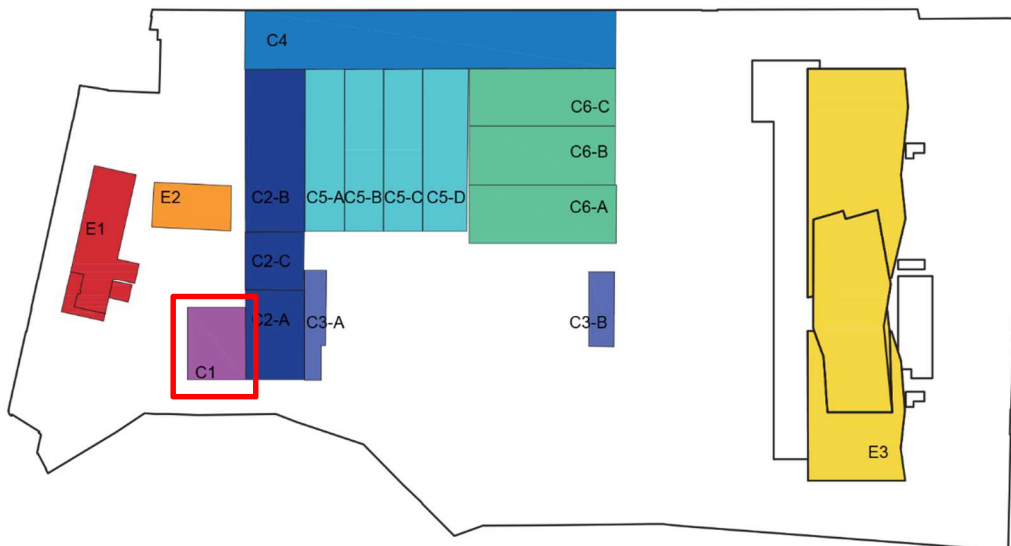 C4
C6-C
C6-B
E2
C2-B
C5-A
C5-B
C5-C
C5-D
C6-A
E1
C2-C
C2-A
C3-A
C3-B
C1
E3